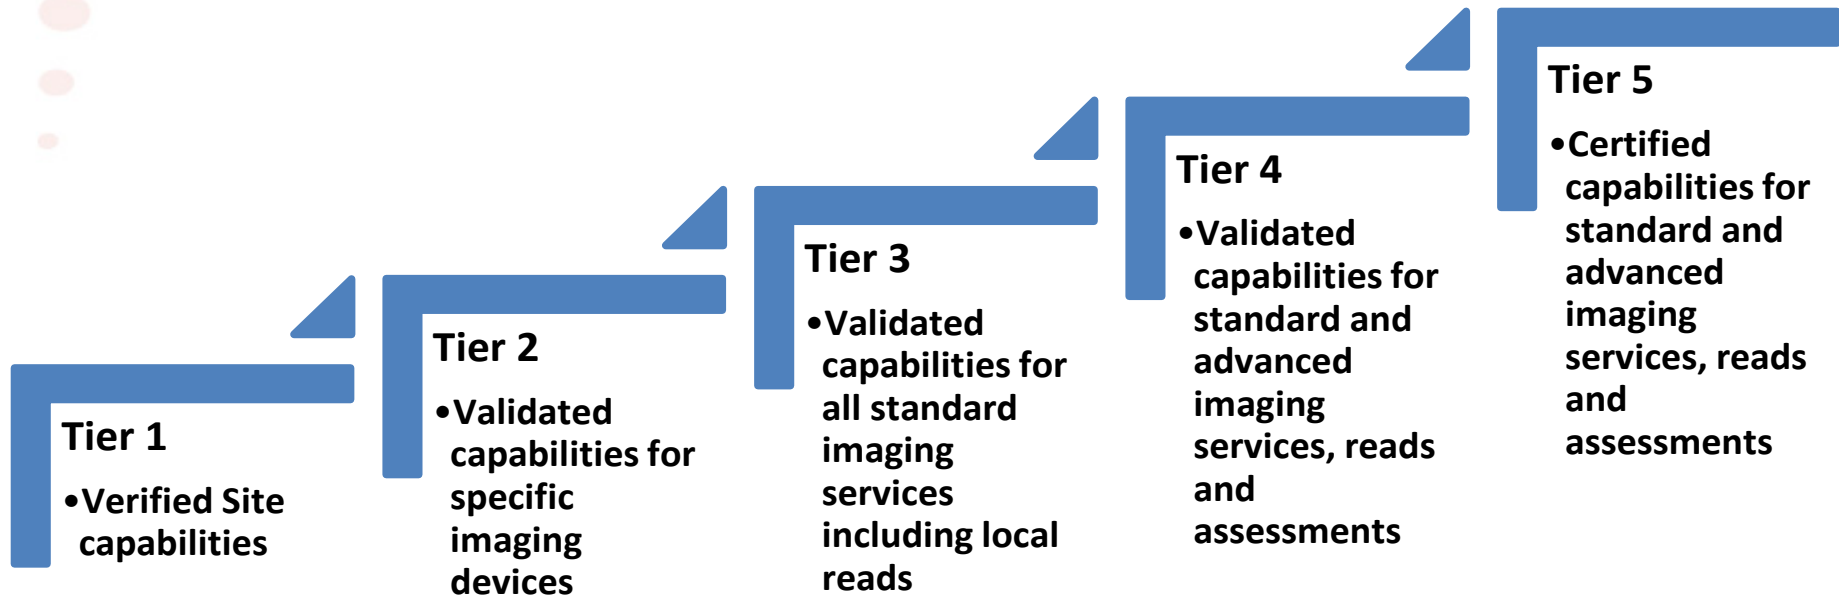 Tier 1
•Verified Site
capabilities
Tier 2
•Validated
capabilities for
specific
imaging
devices
Tier 3
•Validated
capabilities for
all standard
imaging
services
including local
reads
Tier 4
•Validated
capabilities for
standard and
advanced
imaging
services, reads
and
assessments
Tier 5
•Certified
capabilities for
standard and
advanced
imaging
services, reads
and
assessments